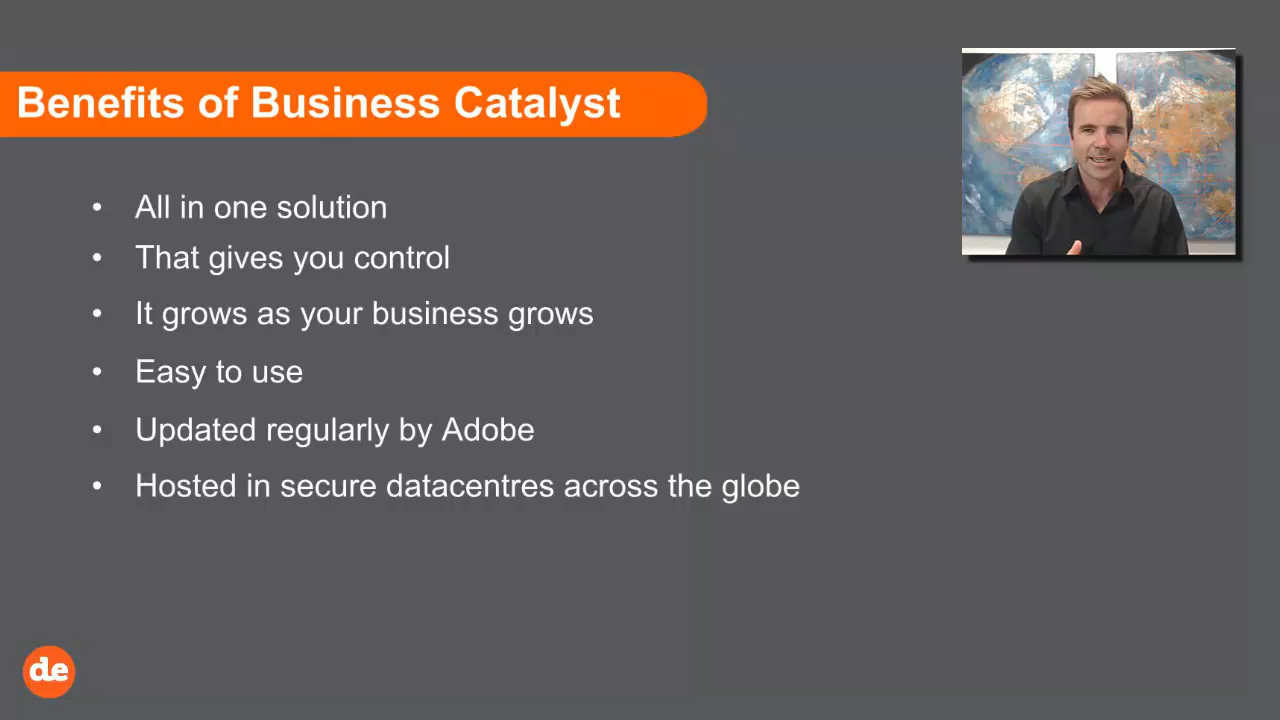 Benefits of Business Catalyst
• All in one solution
• That gives you control
• It grows as your business grows
• Easy to use
• Updated regularly by Adobe
• Hosted in secure datacentres across the globe
de